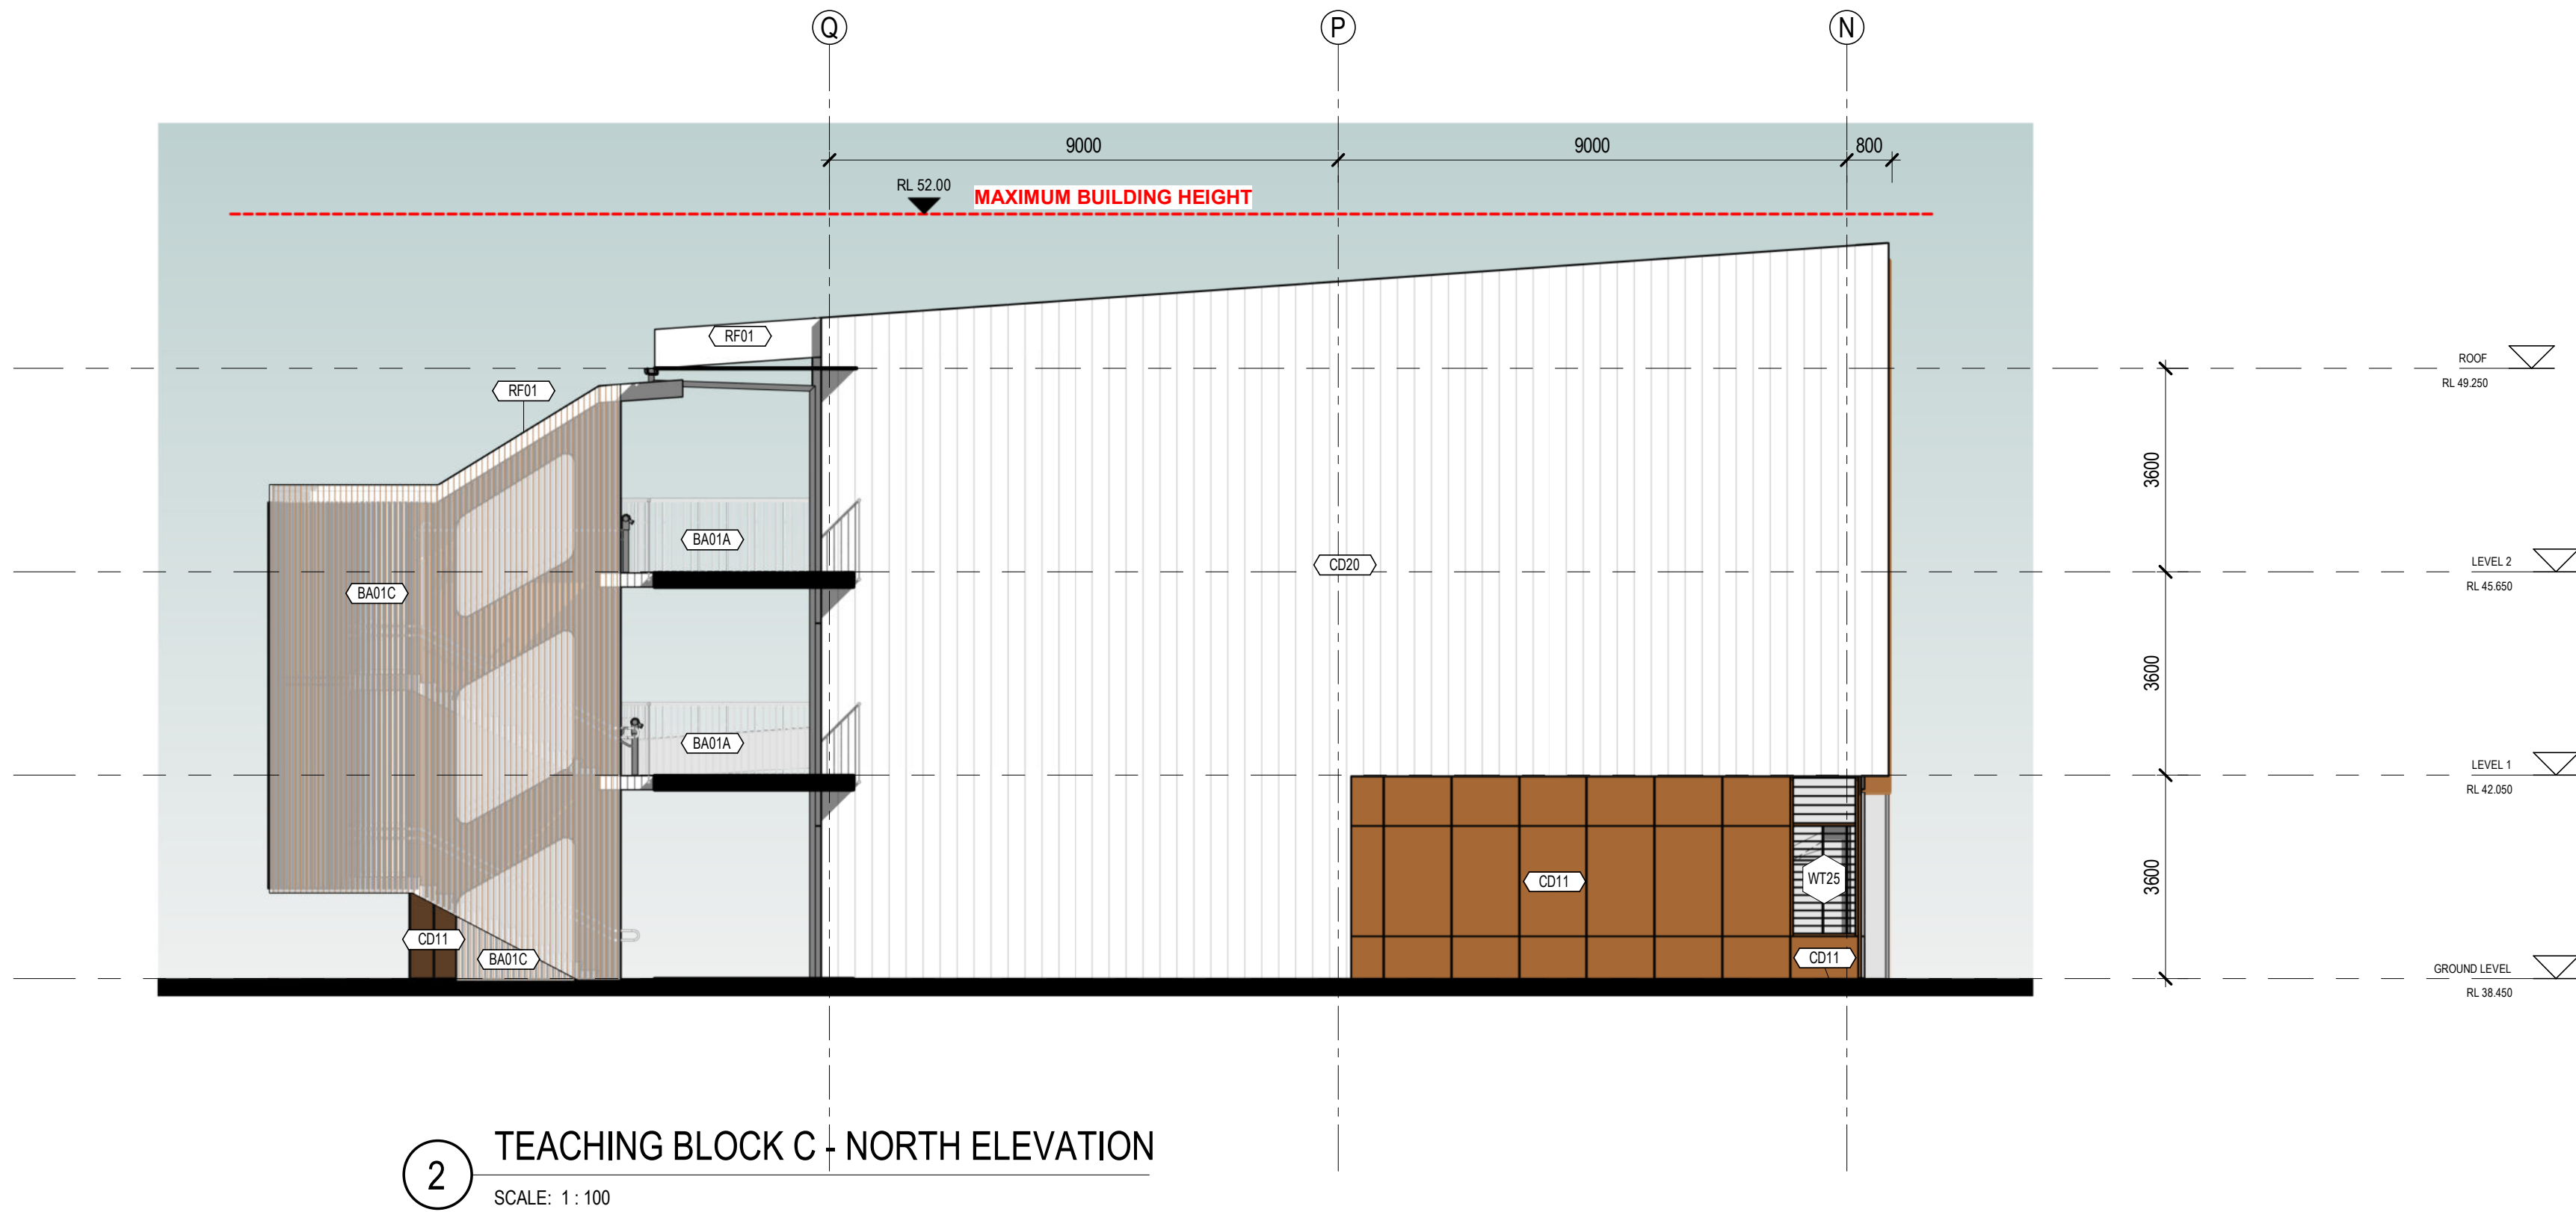 Q
P
N
9000
9000
800
RL 52.00
MAXIMUM BUILDING HEIGHT
RF01
ROOF
RL 49.250
RF01
3600
BA01A
LEVEL 2
CD20
RL 45.650
BA01C
3600
BA01A
LEVEL 1
RL 42.050
3600
WT25
CD11
CD11
BA01C
CD11
GROUND LEVEL
RL 38.450
2
TEACHING BLOCK C - NORTH ELEVATION
SCALE: 1 : 100